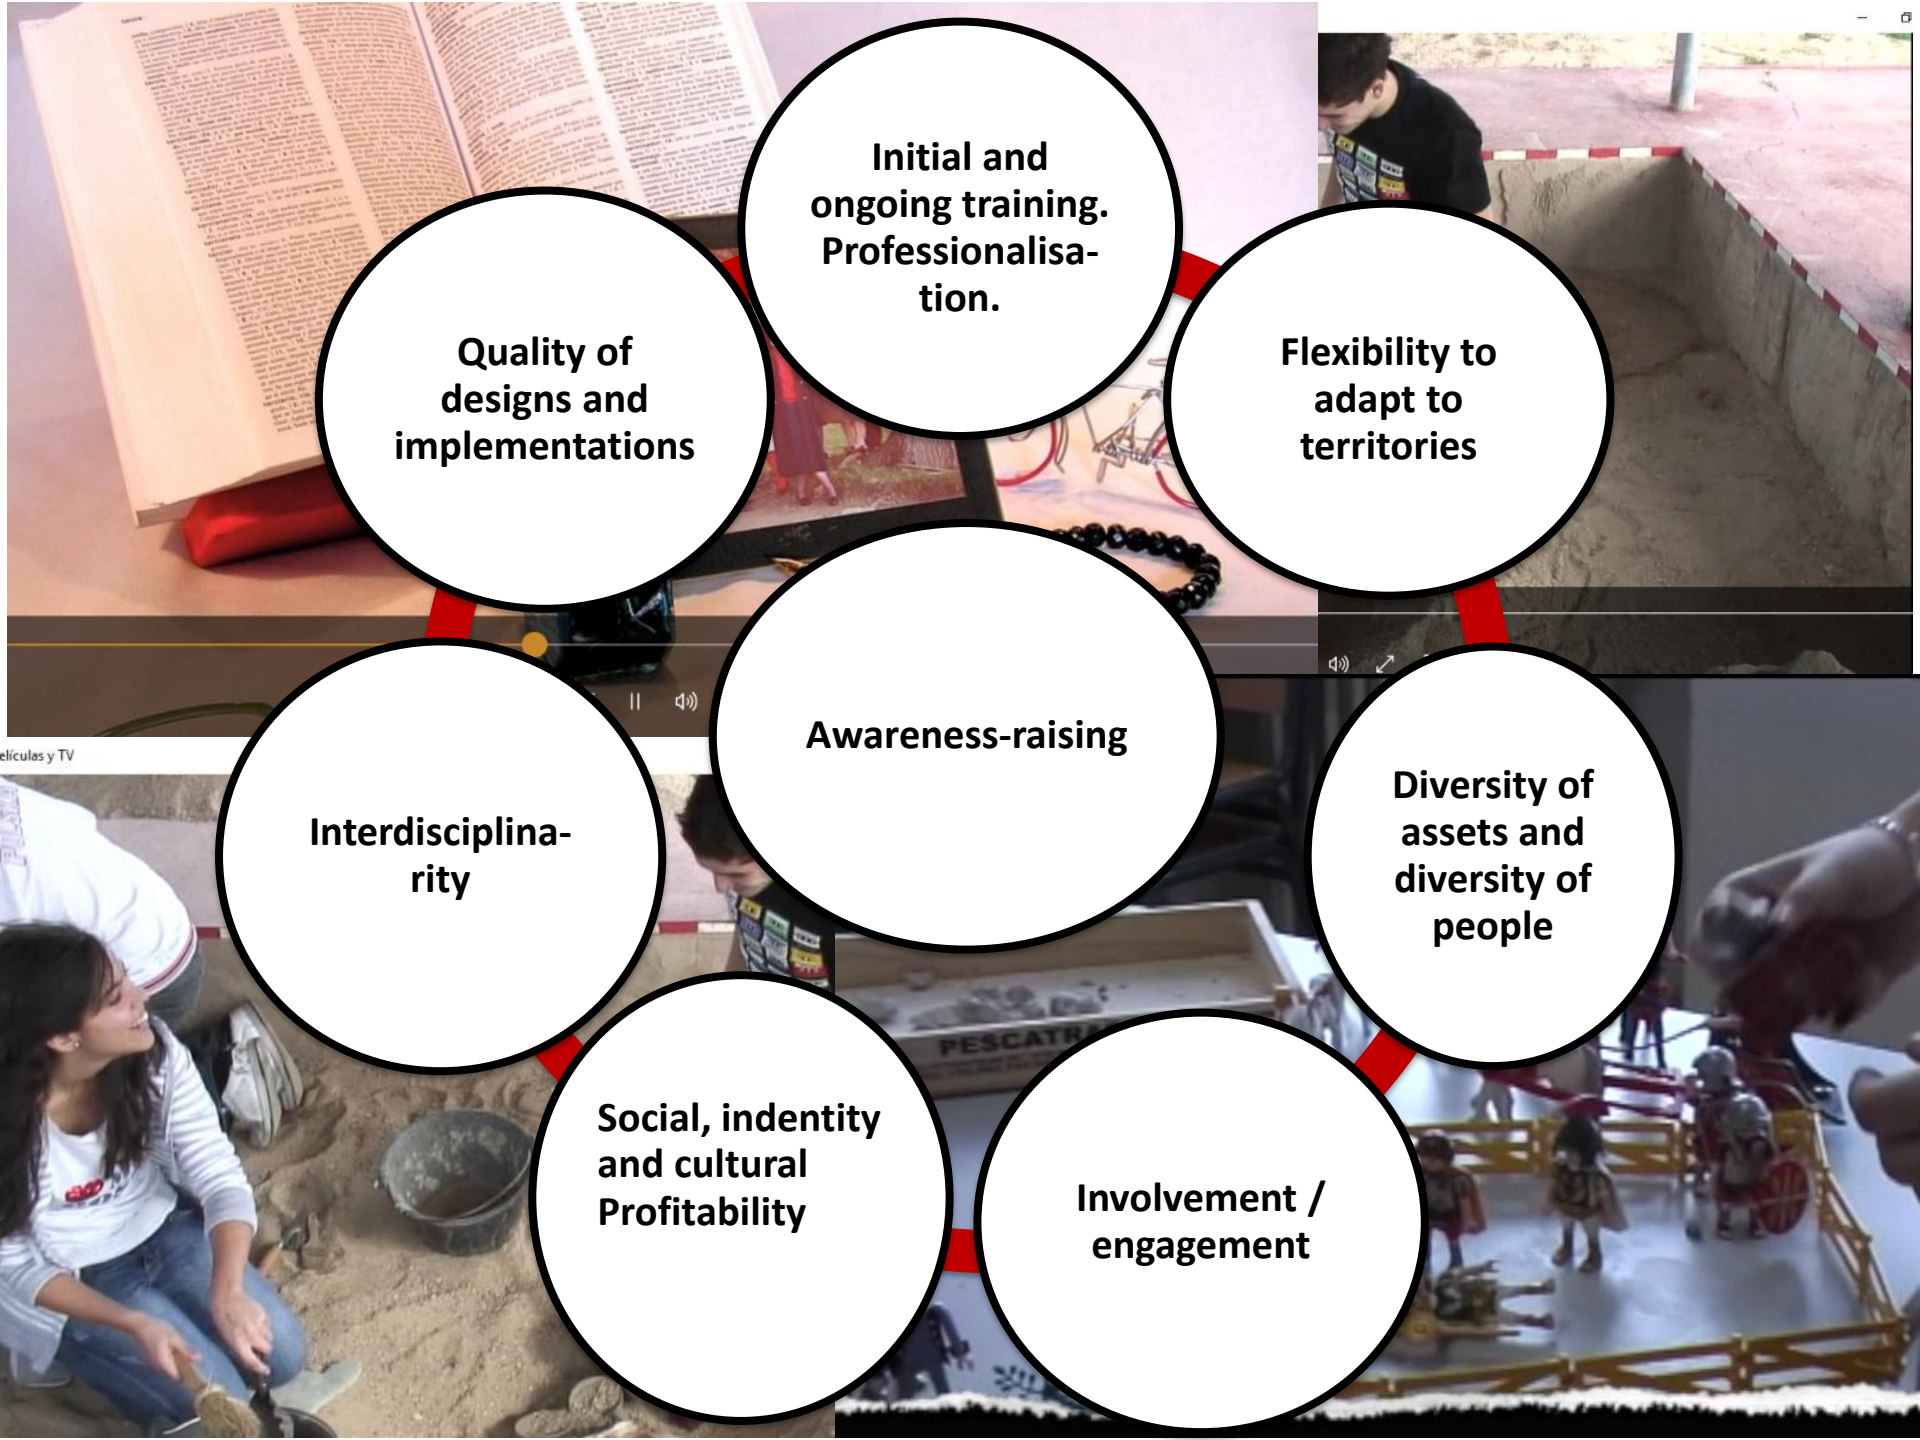 Initial and
ongoing training.
Professionalisa-
tion.
Quality of
designs and
implementations
Flexibility to
adapt to
territories
Awareness-raising
elículas y TV
Interdisciplina-
rity
Diversity of
assets and
diversity of
people
PESCATRA
Social, indentity
and cultural
Profitability
Involvement /
engagement